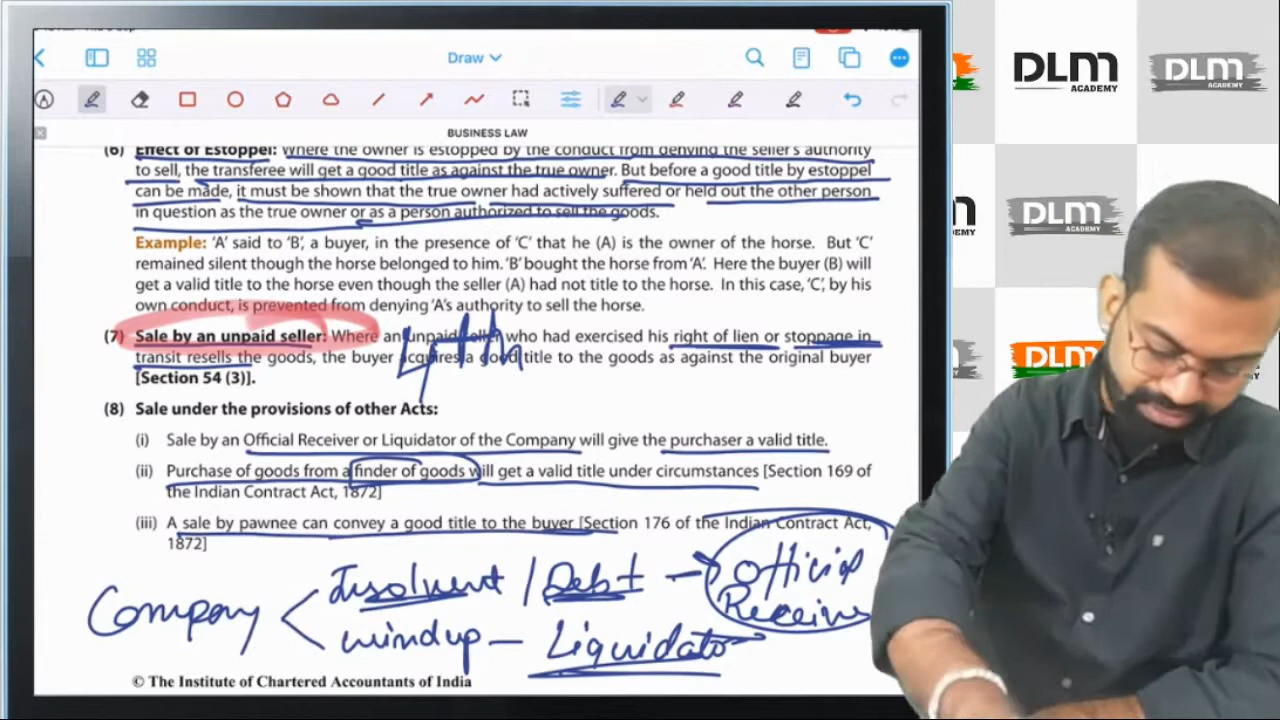 Draw
DLM
ACADEMY
DLM
ACADEMY
BUSINESS LAW
(6) Effect of Estoppel: Where the owner is estopped by the conduct from denying the seller's authority
to sell, the transferee will get a good title as against the true owner. But before a good title by estoppel
can be made, it must be shown that the true owner had actively suffered or held out the other person
in question as the true owner or as a person authorized to sell the goods.
Example: 'A' said to 'B', a buyer, in the presence of 'C' that he (A) is the owner of the horse. But 'C'
remained silent though the horse belonged to him. 'B' bought the horse from 'A'. Here the buyer (B) will
get a valid title to the horse even though the seller (A) had not title to the horse. In this case, 'C', by his
own conduct, is prevented from denying 'A's authority to sell the horse.
(7) Sale by an unpaid seller: Where an unpaid seller who had exercised his right of lien or stoppage in
transit resells the goods, the buyer acquires a good title to the goods as against the original buyer
[Section 54 (3)].
4th
(8) Sale under the provisions of other Acts:
(i) Sale by an Official Receiver or Liquidator of the Company will give the purchaser a valid title.
(ii) Purchase of goods from a finder of goods will get a valid title under circumstances [Section 169 of
the Indian Contract Act, 1872]
(iii) A sale by pawnee can convey a good title to the buyer [Section 176 of the Indian Contract Act,
1872]
Company < Insolvent / Debt → Official
Receiver
windup - Liquidator
© The Institute of Chartered Accountants of India
DLM
ACADEMY
DLM